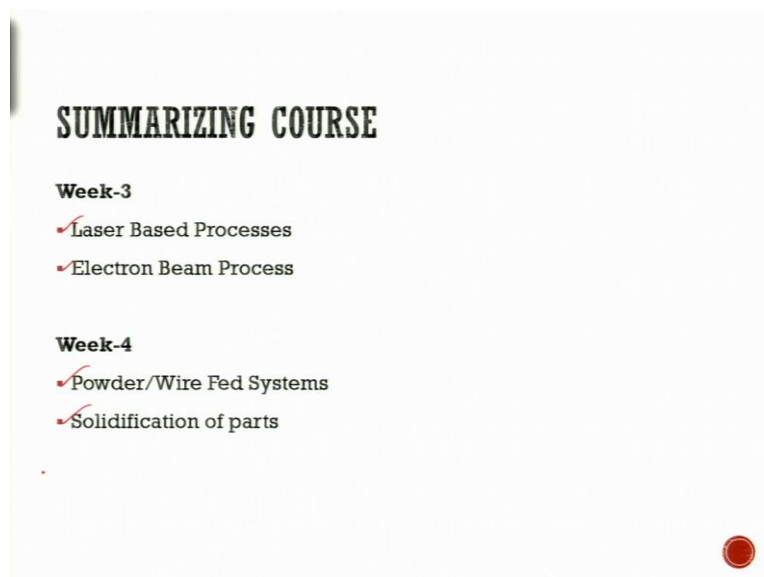 SUMMARIZING COURSE
Week-3
Laser Based Processes
Electron Beam Process
Week-4
Powder/Wire Fed Systems
Solidification of parts